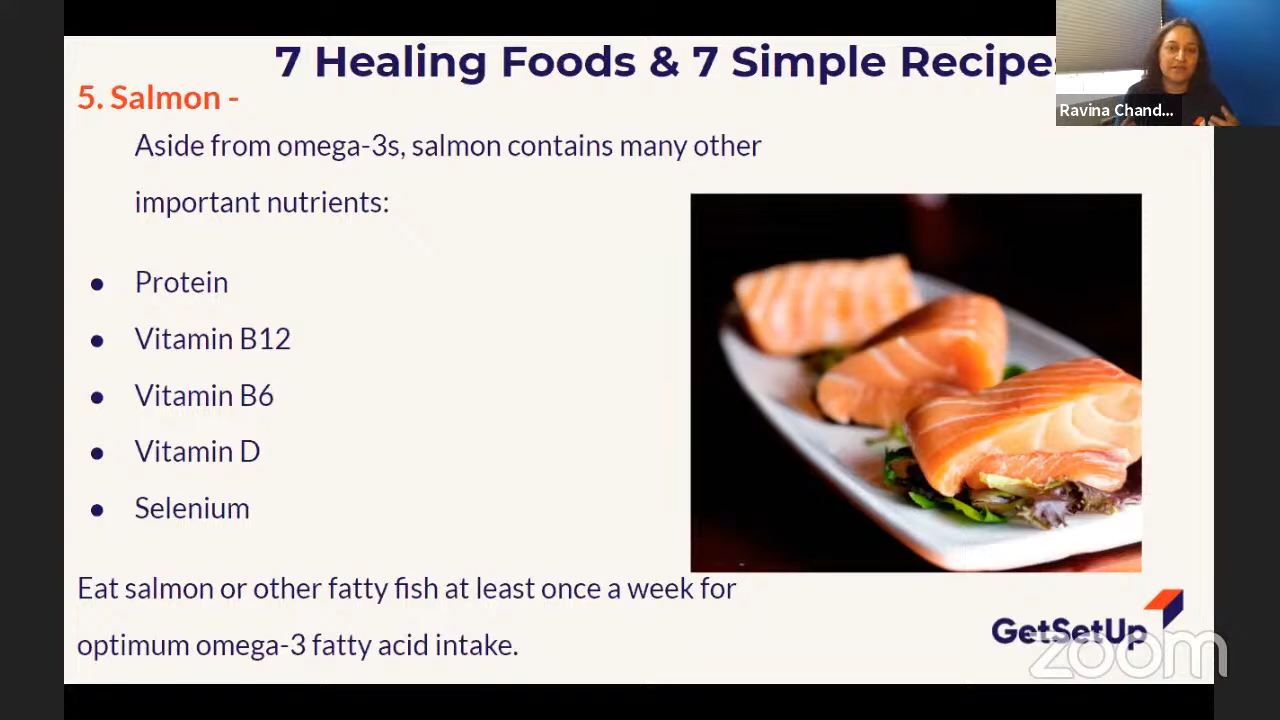 7 Healing Foods & 7 Simple Recipes
5. Salmon -
Ravina Chand...
Aside from omega-3s, salmon contains many other
important nutrients:
● Protein
● Vitamin B12
● Vitamin B6
● Vitamin D
● Selenium
Eat salmon or other fatty fish at least once a week for
optimum omega-3 fatty acid intake.
GetSetUp
zoom